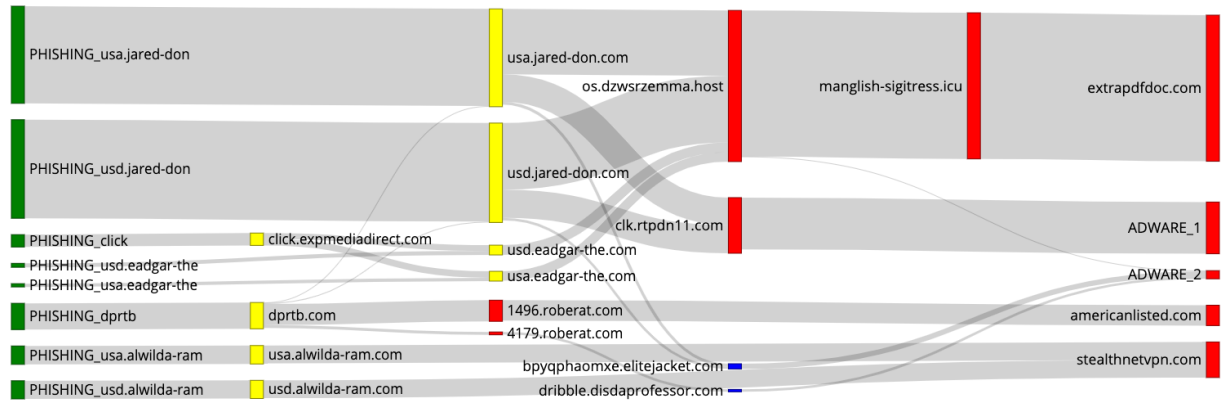 PHISHING_usa.jared-don
usa.jared-don.com
os.dzwsrzemma.host
manglish-sigitress.icu
extrapdfdoc.com
PHISHING_usd.jared-don
usd.jared-don.com
clk.rtpdn11.com
ADWARE_1
PHISHING_click
click.expmediadirect.com
usd.eadgar-the.com
PHISHING_usd.eadgar-the
usa.eadgar-the.com
ADWARE_2
PHISHING_usa.eadgar-the
PHISHING_dprtb
dprtb.com
1496.roberat.com
americanlisted.com
4179.roberat.com
PHISHING_usa.alwilda-ram
usa.alwilda-ram.com
bpyqphaomxe.elitejacket.com
stealthnetvpn.com
PHISHING_usd.alwilda-ram
usd.alwilda-ram.com
dribble.disdaprofessor.com